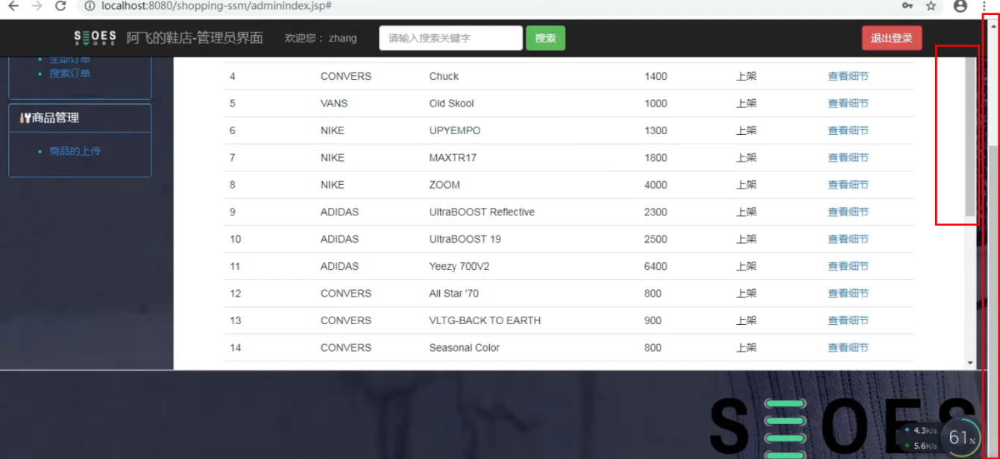 localhost:8080/shopping-ssm/adminindex.jsp#
SHOES STORE 阿飞的鞋店-管理员界面 欢迎您: zhang 请输入搜索关键字 搜索 退出登录
全部订单
搜索订单
商品管理
商品的上传
4 CONVERS Chuck 1400 上架 查看细节
5 VANS Old Skool 1000 上架 查看细节
6 NIKE UPYEMPO 1300 上架 查看细节
7 NIKE MAXTR17 1800 上架 查看细节
8 NIKE ZOOM 4000 上架 查看细节
9 ADIDAS UltraBOOST Reflective 2300 上架 查看细节
10 ADIDAS UltraBOOST 19 2500 上架 查看细节
11 ADIDAS Yeezy 700V2 6400 上架 查看细节
12 CONVERS All Star '70 800 上架 查看细节
13 CONVERS VLTG-BACK TO EARTH 900 上架 查看细节
14 CONVERS Seasonal Color 800 上架 查看细节
SHOES
4.3K/s
5.6K/s
61%